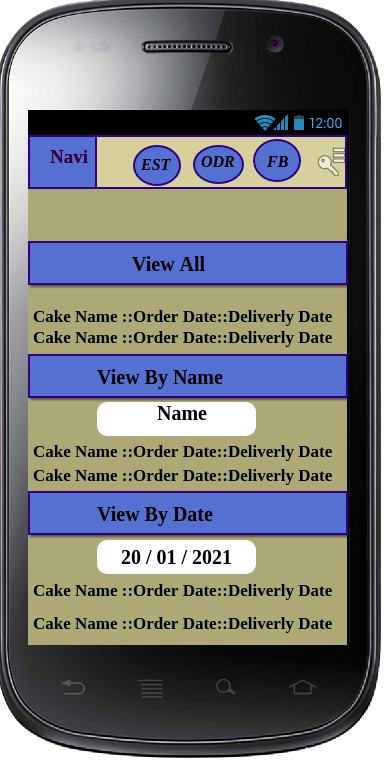 12:00
Navi EST ODR FB
View All
Cake Name ::Order Date::Deliverly Date
Cake Name ::Order Date::Deliverly Date
View By Name
Name
Cake Name ::Order Date::Deliverly Date
Cake Name ::Order Date::Deliverly Date
View By Date
20 / 01 / 2021
Cake Name ::Order Date::Deliverly Date
Cake Name ::Order Date::Deliverly Date